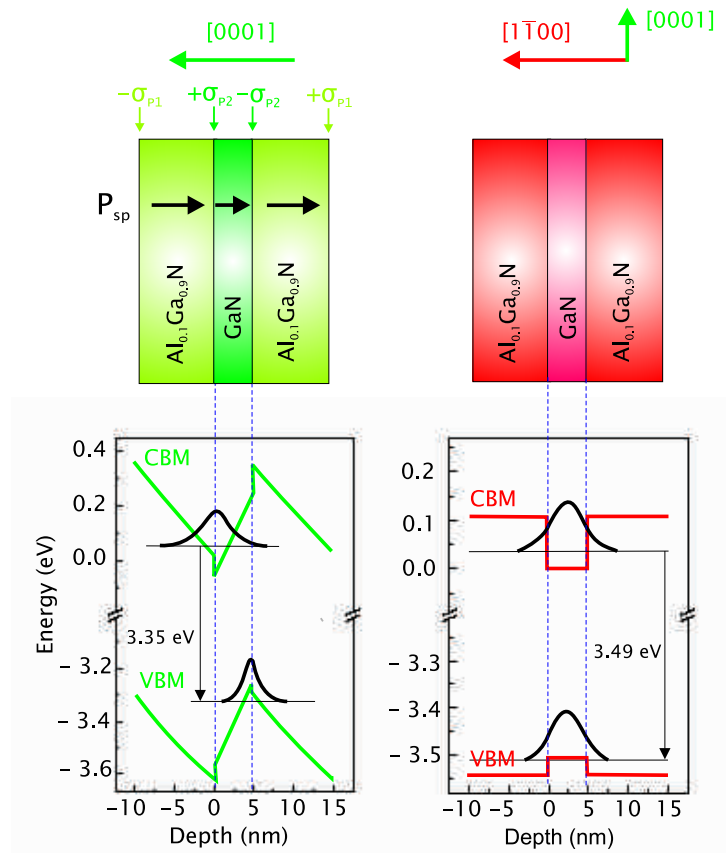 [0001]
−σP1
+σP2
−σP2
+σP1
Psp
Al0.1Ga0.9N
GaN
Al0.1Ga0.9N
[11̅00]
[0001]
Al0.1Ga0.9N
GaN
Al0.1Ga0.9N
Energy (eV)
0.4
0.2
0.0
- 3.2
- 3.4
- 3.6
CBM
3.35 eV
VBM
−10
−5
0
5
10
15
Depth (nm)
0.2
0.1
0.0
- 3.3
- 3.4
- 3.5
CBM
3.49 eV
VBM
−10
−5
0
5
10
15
Depth (nm)